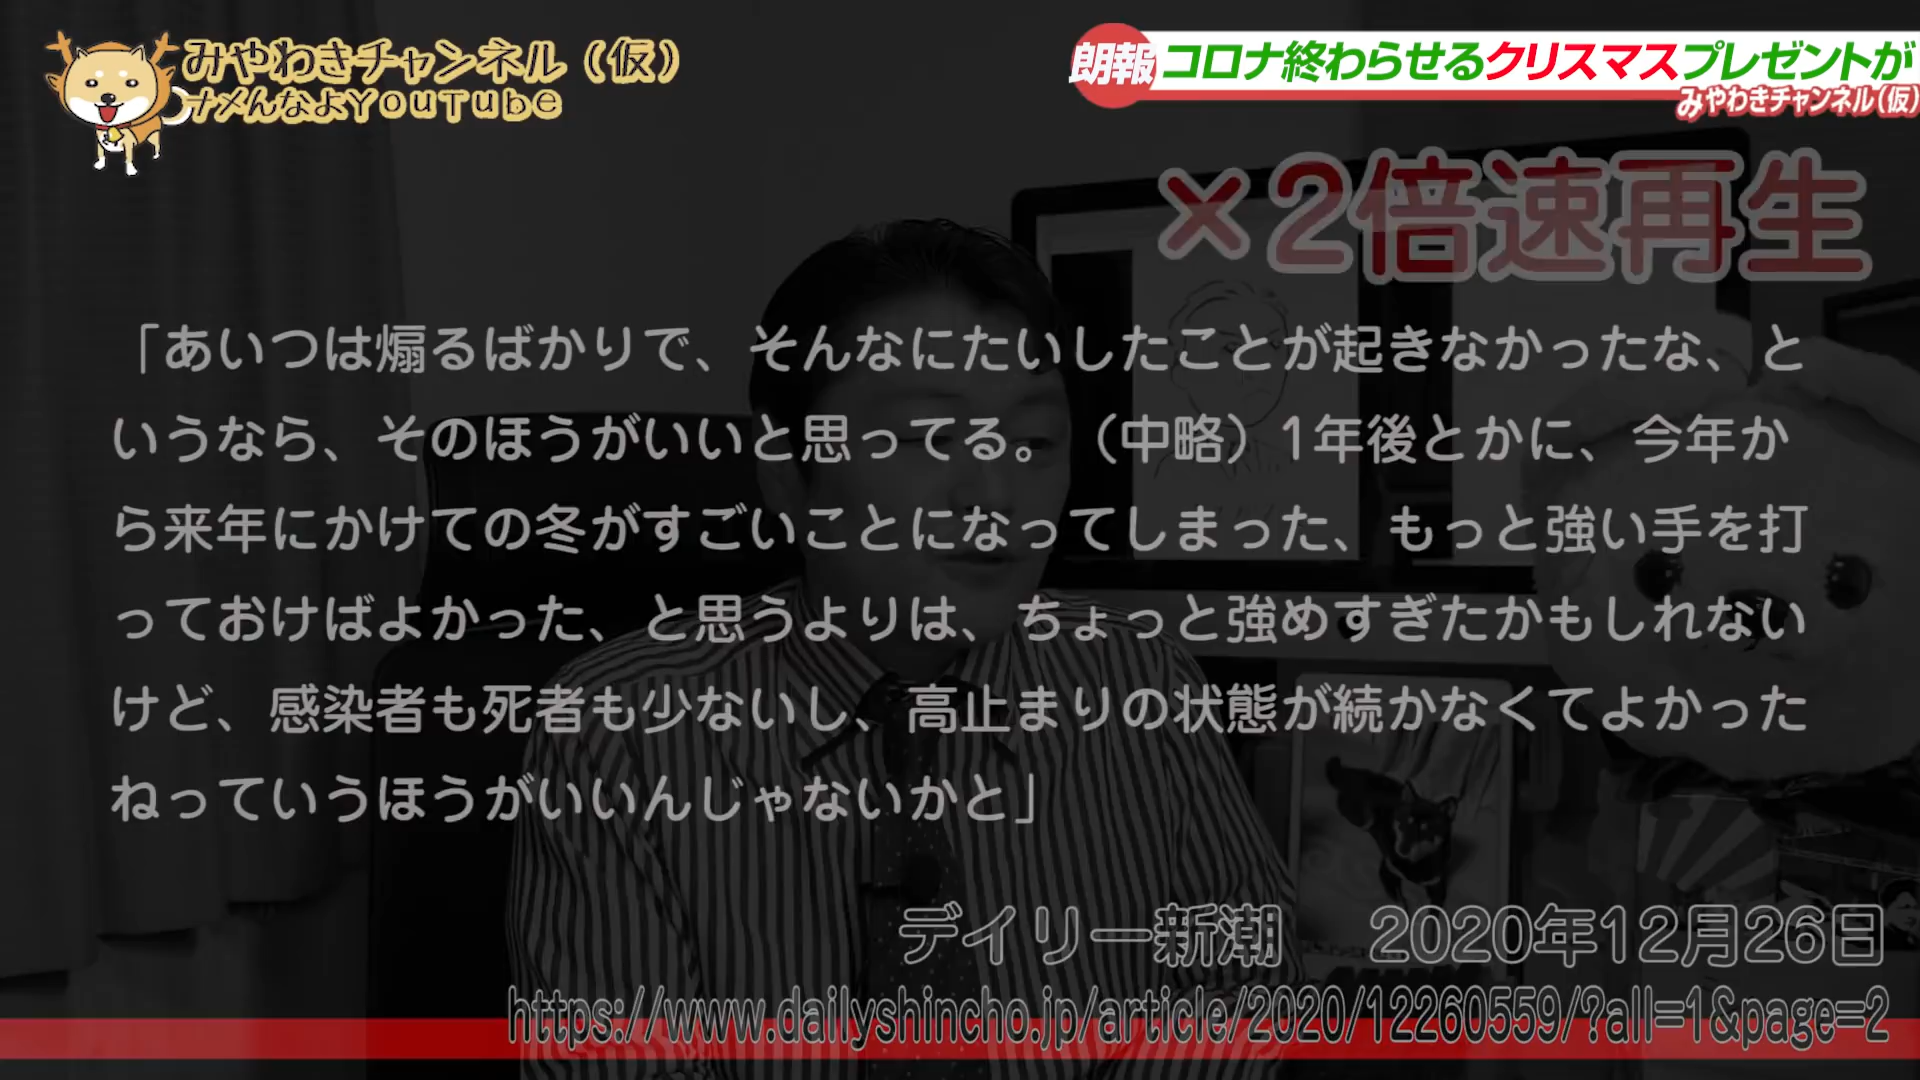 みやわきチャンネル（仮）
ナメんなよYouTube
朗報 コロナ終わらせるクリスマスプレゼントが
みやわきチャンネル（仮）
×2倍速再生
「あいつは煽るばかりで、そんなにたいしたことが起きなかったな、と
いうなら、そのほうがいいと思ってる。（中略）1年後とかに、今年か
ら来年にかけての冬がすごいことになってしまった、もっと強い手を打
っておけばよかった、と思うよりは、ちょっと強めすぎたかもしれない
けど、感染者も死者も少ないし、高止まりの状態が続かなくてよかった
ねっていうほうがいいんじゃないかと」
デイリー新潮　2020年12月26日
https://www.dailyshincho.jp/article/2020/12260559/?all=1&page=2